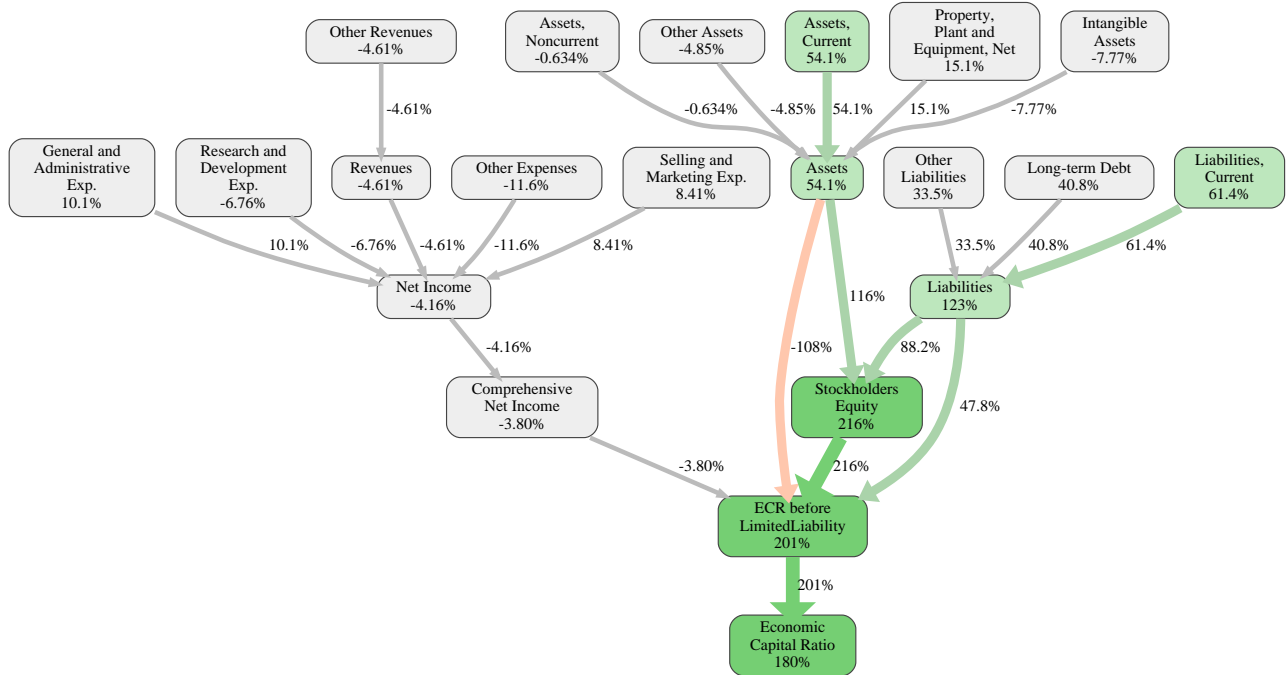 Other Revenues
-4.61%
Assets,
Noncurrent
-0.634%
Other Assets
-4.85%
Assets,
Current
54.1%
Property,
Plant and
Equipment, Net
15.1%
Intangible
Assets
-7.77%
-4.61%
-0.634%
-4.85%
54.1%
15.1%
-7.77%
General and
Administrative
Exp.
10.1%
Research and
Development
Exp.
-6.76%
Revenues
-4.61%
Other Expenses
-11.6%
Selling and
Marketing Exp.
8.41%
Assets
54.1%
Other
Liabilities
33.5%
Long-term Debt
40.8%
Liabilities,
Current
61.4%
10.1%
-6.76%
-4.61%
-11.6%
8.41%
33.5%
40.8%
61.4%
Net Income
-4.16%
Liabilities
123%
116%
-4.16%
-108%
88.2%
Comprehensive
Net Income
-3.80%
Stockholders
Equity
216%
47.8%
-3.80%
216%
ECR before
LimitedLiability
201%
201%
Economic
Capital Ratio
180%